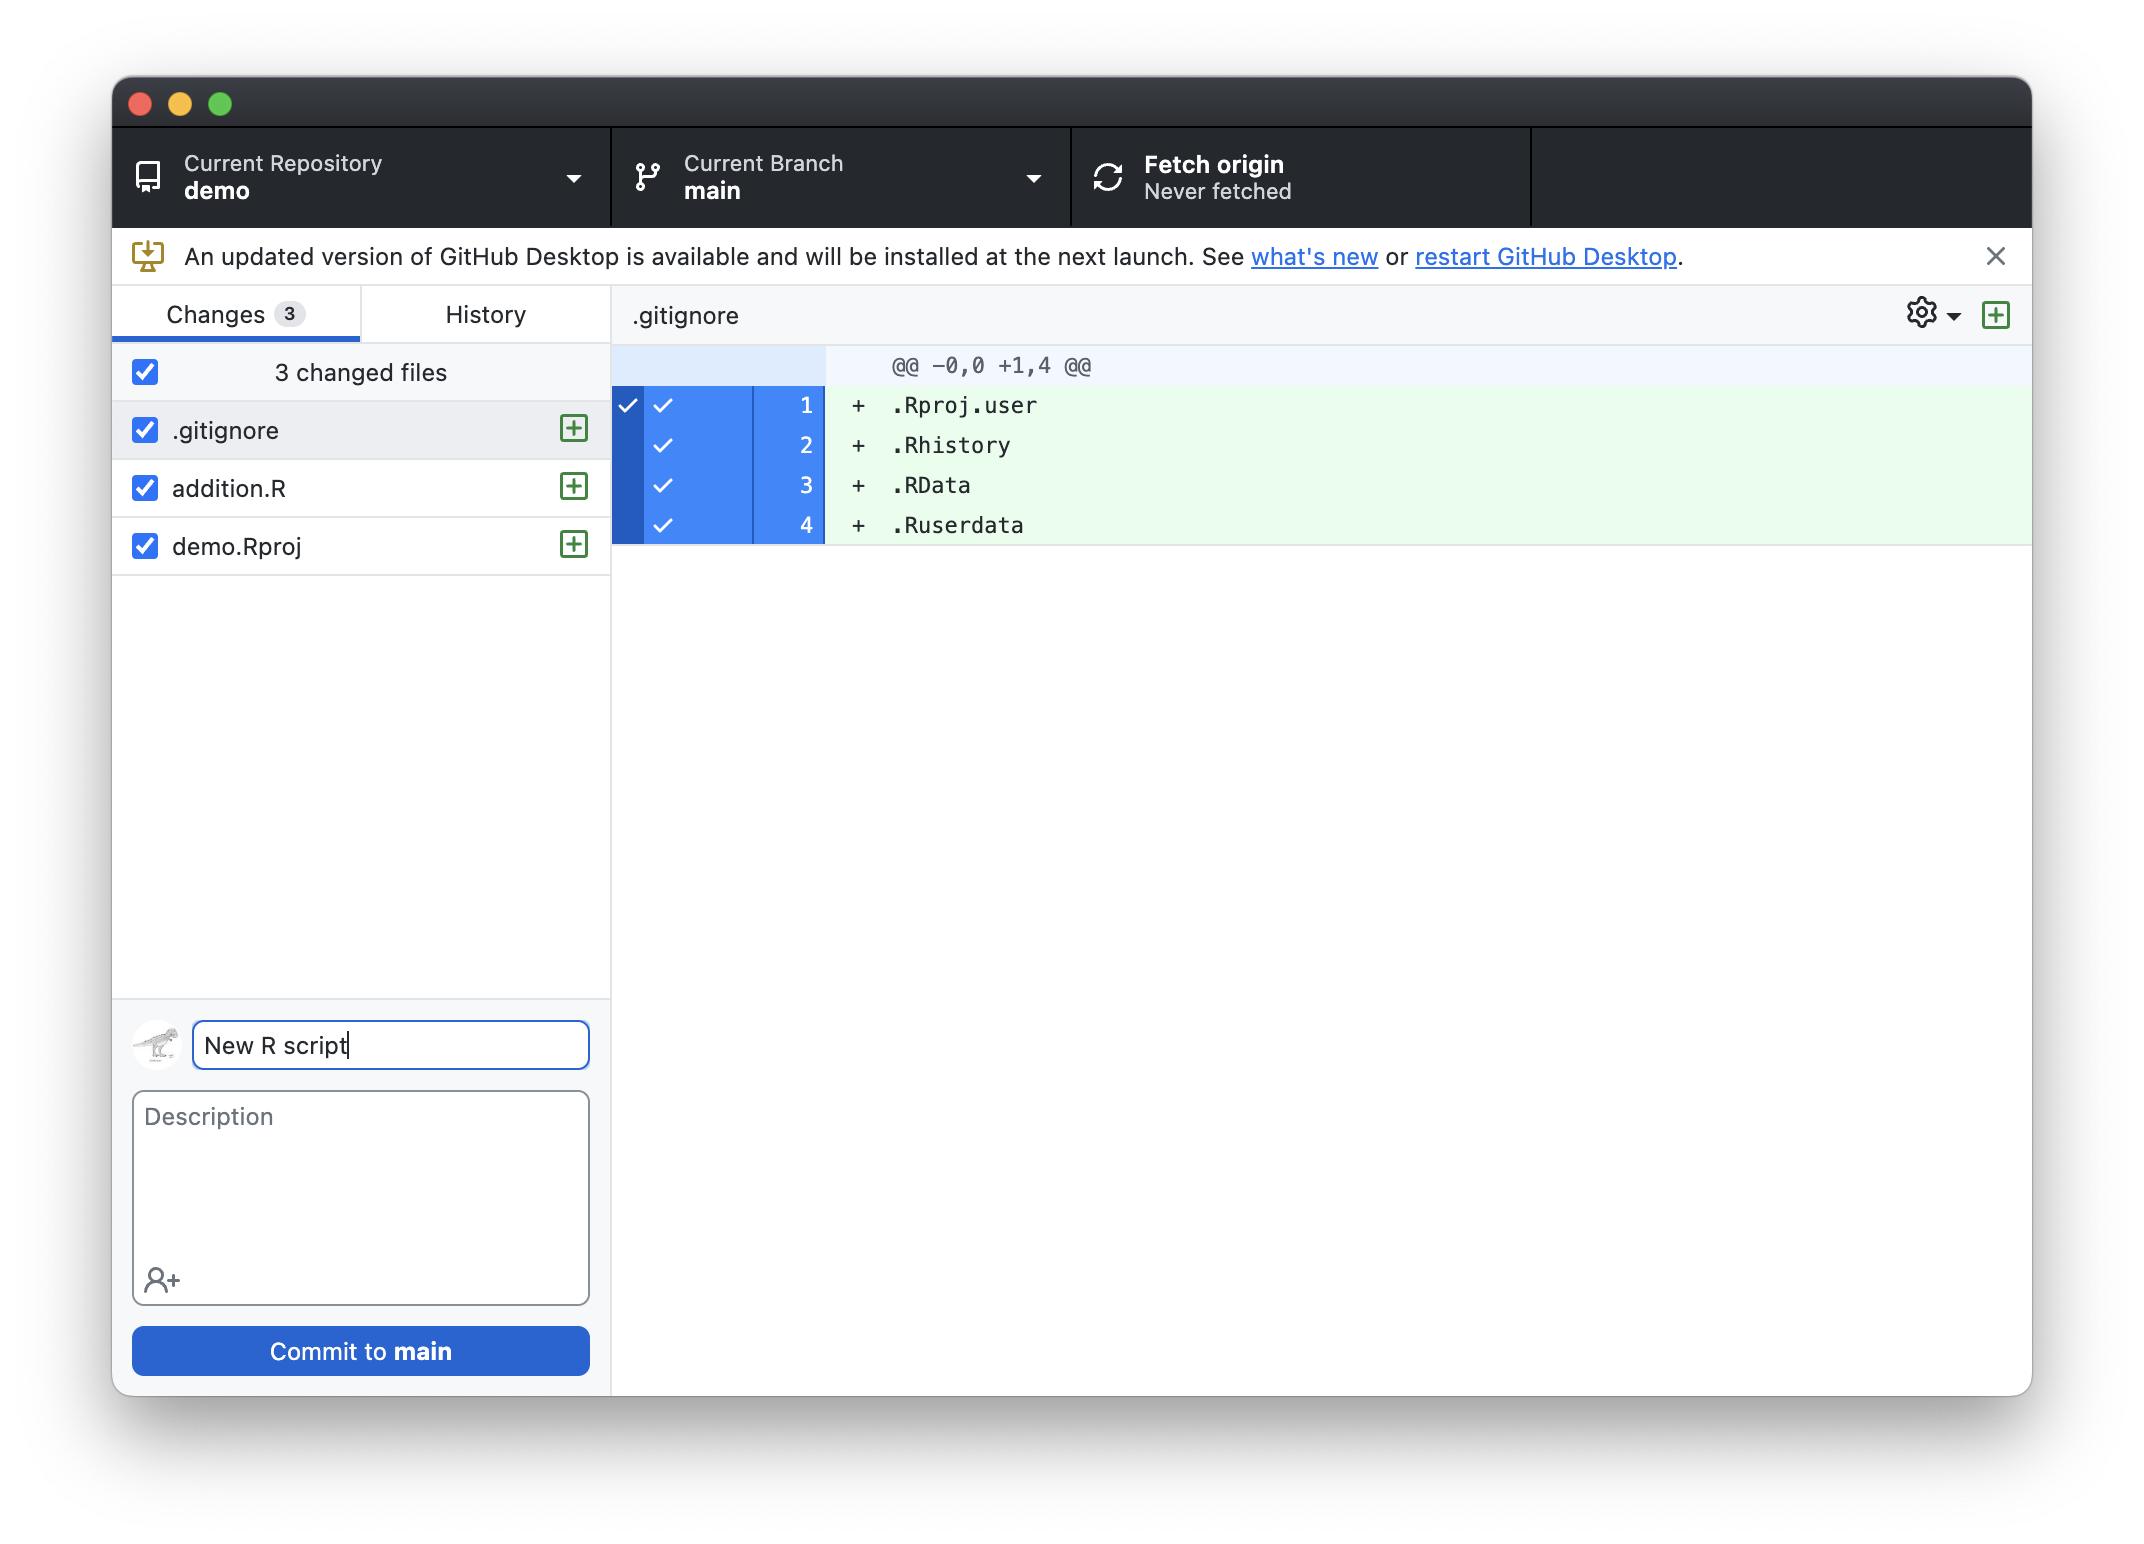 Current Repository
demo
Current Branch
main
Fetch origin
Never fetched
An updated version of GitHub Desktop is available and will be installed at the next launch. See what's new or restart GitHub Desktop.
Changes 3
History
.gitignore
3 changed files
.gitignore
addition.R
demo.Rproj
@@ -0,0 +1,4 @@
1 + .Rproj.user
2 + .Rhistory
3 + .RData
4 + .Ruserdata
New R script
Description
Commit to main